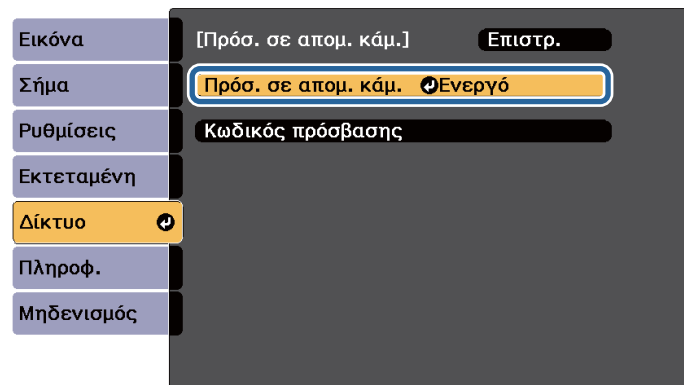 Εικόνα
Σήμα
Ρυθμίσεις
Εκτεταμένη
Δίκτυο
Πληροφ.
Μηδενισμός
[Πρόσ. σε απομ. κάμ.] Επιστρ.
Πρόσ. σε απομ. κάμ. Ενεργό
Κωδικός πρόσβασης